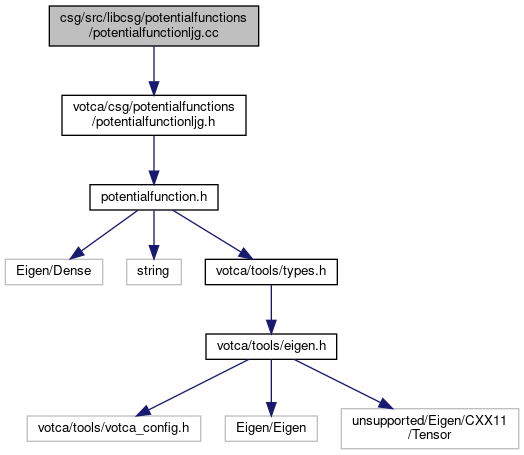 csg/src/libcsg/potentialfunctions
/potentialfunctionljg.cc
votca/csg/potentialfunctions
/potentialfunctionljg.h
potentialfunction.h
Eigen/Dense
string
votca/tools/types.h
votca/tools/eigen.h
votca/tools/votca_config.h
Eigen/Eigen
unsupported/Eigen/CXX11
/Tensor